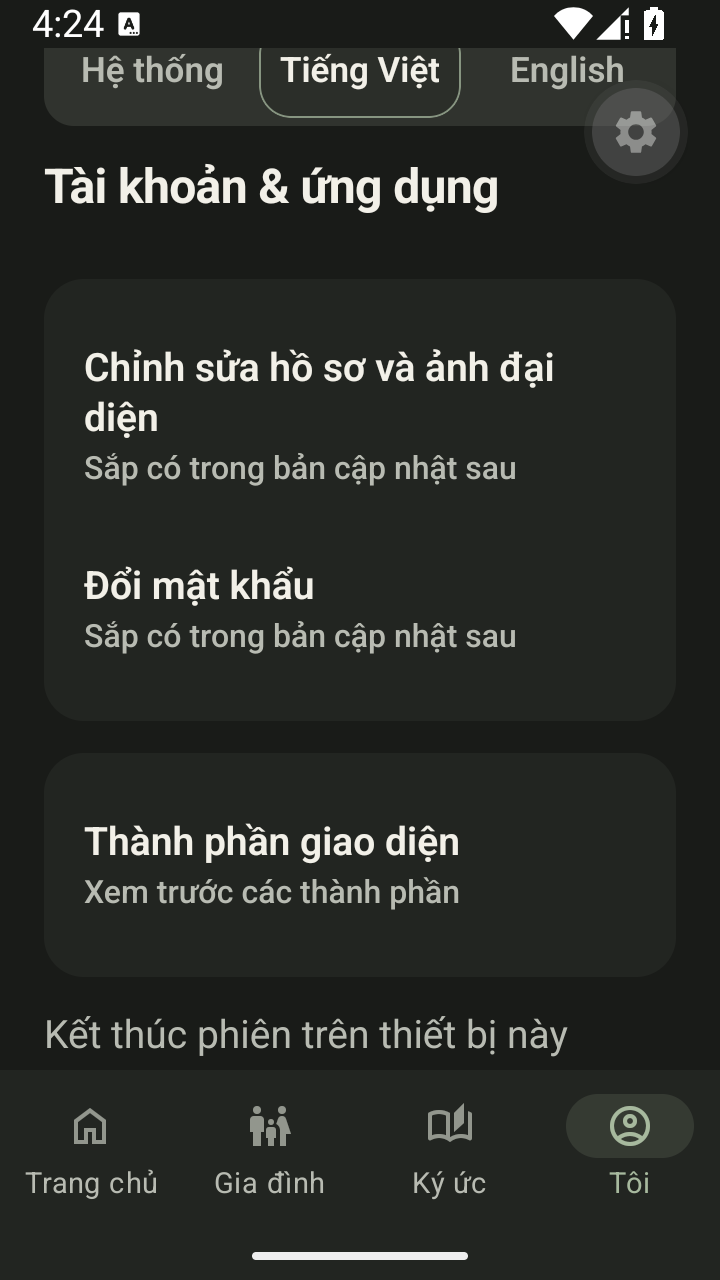 4:24
Hệ thống Tiếng Việt English
Tài khoản & ứng dụng
Chỉnh sửa hồ sơ và ảnh đại
diện
Sắp có trong bản cập nhật sau
Đổi mật khẩu
Sắp có trong bản cập nhật sau
Thành phần giao diện
Xem trước các thành phần
Kết thúc phiên trên thiết bị này
Trang chủ Gia đình Ký ức Tôi